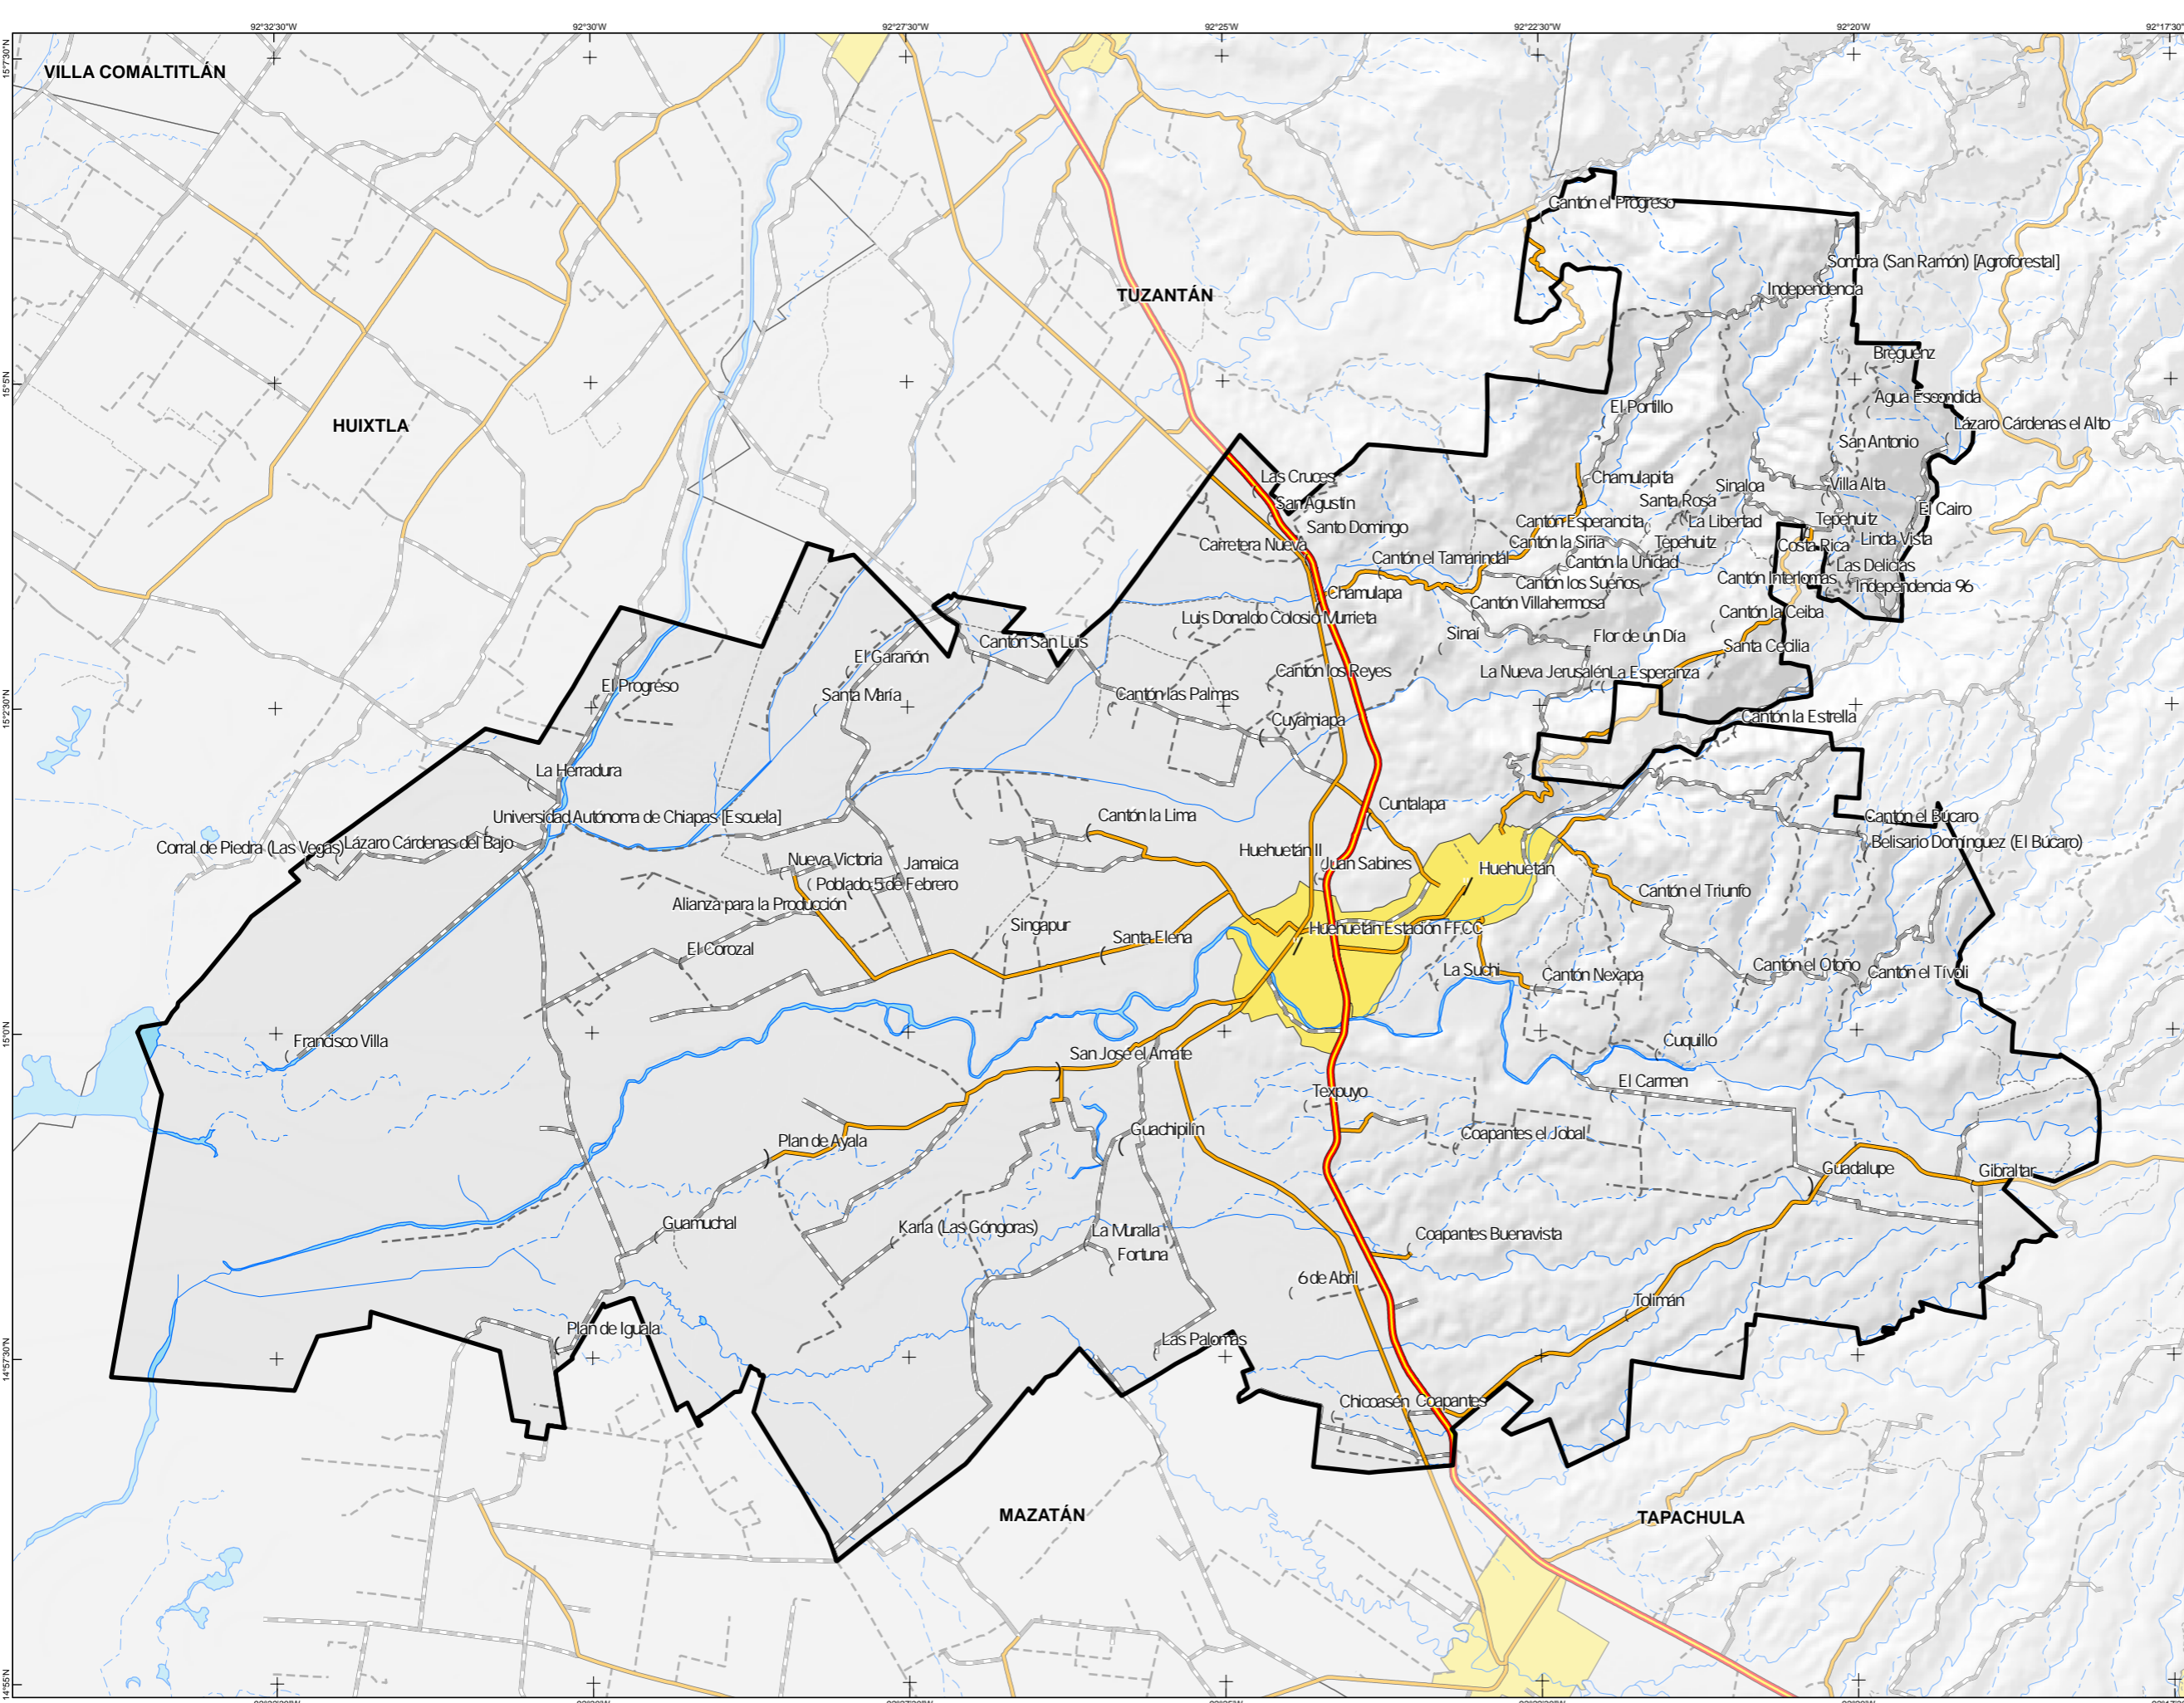 92°32'30"W
92°30'W
92°27'30"W
92°25'W
92°22'30"W
92°20'W
15°7'30"N
VILLA COMALTITLÁN
Cantón el Progreso
Sombra (San Ramón) [Agroforestal]
TUZANTÁN
Independencia
Breguenz
15°5'N
Agua Escondida
El Portillo
HUIXTLA
Lázaro Cárdenas el Alto
San Antonio
Las Cruces
Chamulapita
Sinaloa
Villa Alta
San Agustín
Santa Rosa
El Cairo
Santo Domingo
Cantón Esperancita
La Libertad
Tepehuitz
Carretera Nueva
Cantón la Siria
Tepehuitz
Costa Rica
Linda Vista
Cantón el Tamarindal
Cantón la Unidad
Las Delicias
Cantón los Sueños
Cantón Interlomas
Independencia 96
Chamulapa
Cantón Villahermosa
Luis Donaldo Colosio Murrieta
Cantón la Ceiba
Sinaí
Flor de un Día
Cantón San Luis
Santa Cecilia
El Garañón
Cantón los Reyes
La Nueva Jerusalén
La Esperanza
El Progreso
Santa María
Cantón las Palmas
15°2'30"N
Cuyamiapa
Cantón la Estrella
La Herradura
Cuntalapa
Universidad Autónoma de Chiapas [Escuela]
Cantón la Lima
Cantón el Búcaro
Corral de Piedra (Las Vegas)
Lázaro Cárdenas del Bajo
Huehuetán II
Belisario Domínguez (El Búcaro)
Nueva Victoria
Jamaica
Juan Sabines
Huehuetán
Poblado 5 de Febrero
Cantón el Triunfo
Alianza para la Producción
Singapur
Huehuetán Estación FF.CC
Santa Elena
El Corozal
La Suchi
Cantón Nexapa
Cantón el Otoño
Cantón el Tívoli
15°0'N
Francisco Villa
San José el Amate
Cuquillo
El Carmen
Texpuyo
Guachipilín
Coapantes el Jobal
Plan de Ayala
Guadalupe
Gibraltar
Guamuchal
Karla (Las Góngoras)
La Muralla
Coapantes Buenavista
Fortuna
6 de Abril
Tolimán
Plan de Iguala
Las Palomas
14°57'30"N
Chicoasén
Coapantes
MAZATÁN
TAPACHULA
14°55'N